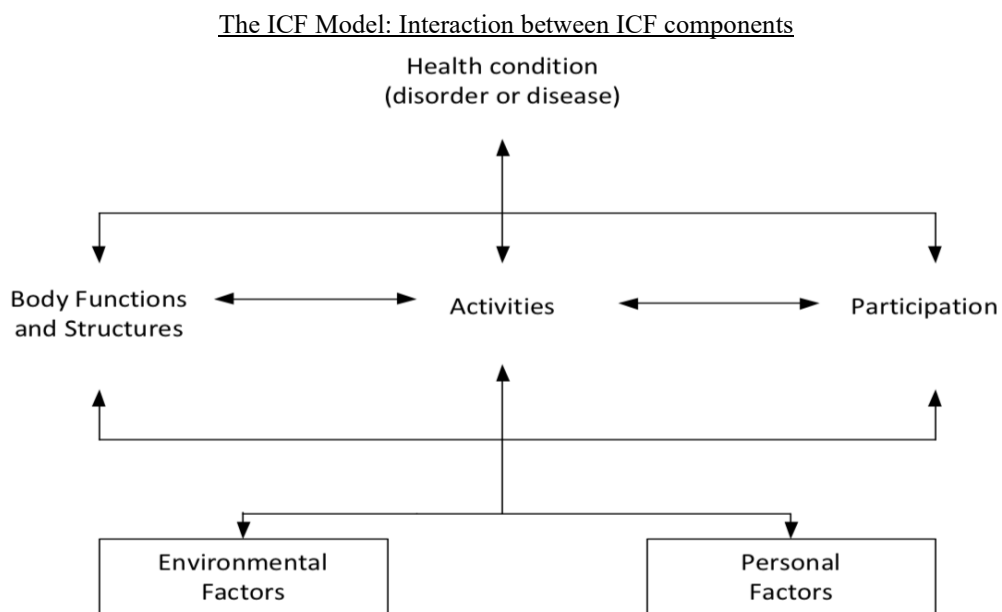 The ICF Model: Interaction between ICF components
Health condition
(disorder or disease)
Body Functions
and Structures
Activities
Participation
Environmental
Factors
Personal
Factors